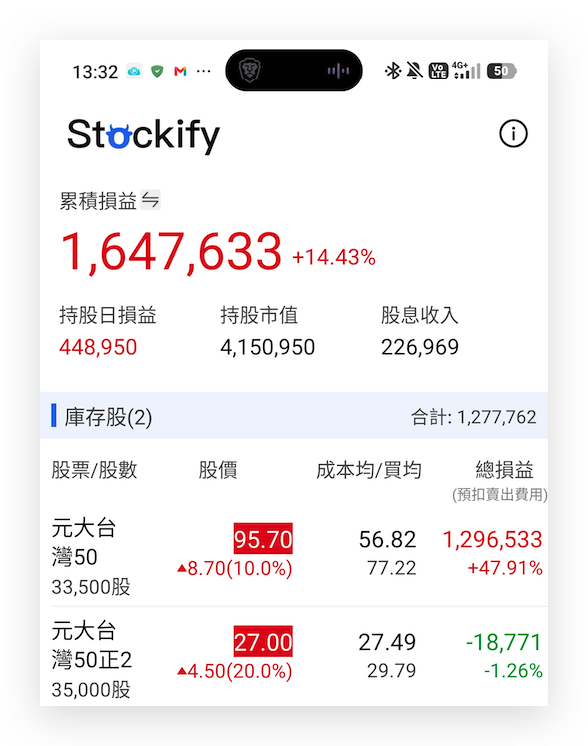 13:32
VO LTE
4G+
50
Stockify
累積損益
1,647,633 +14.43%
持股日損益 持股市值 股息收入
448,950 4,150,950 226,969
庫存股(2) 合計: 1,277,762
股票/股數 股價 成本均/買均 總損益
(預扣賣出費用)
元大台灣50 95.70 56.82 1,296,533
33,500股 ▲8.70(10.0%) 77.22 +47.91%
元大台灣50正2 27.00 27.49 -18,771
35,000股 ▲4.50(20.0%) 29.79 -1.26%